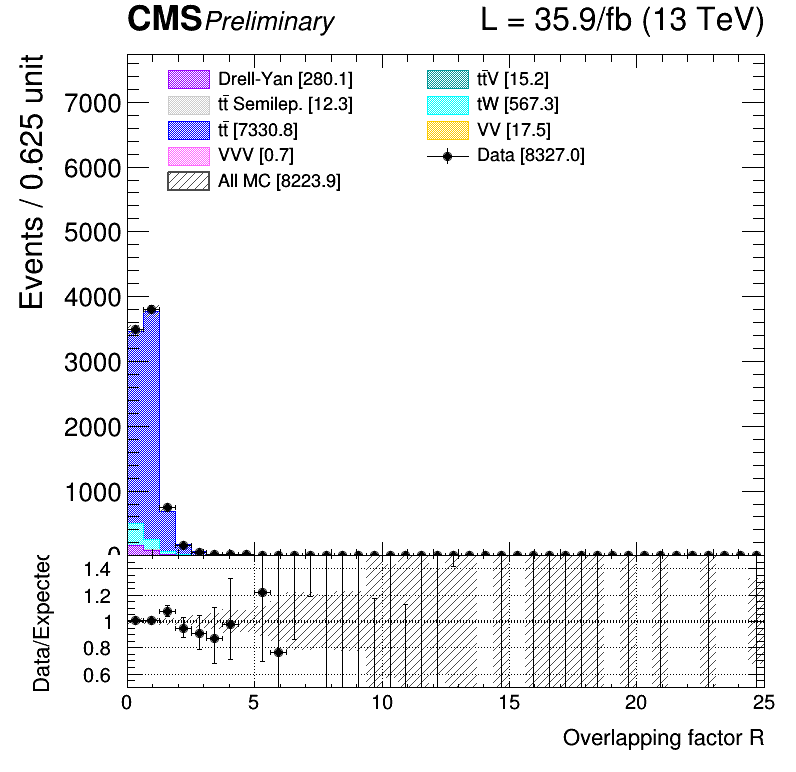 CMS Preliminary L = 35.9/fb (13 TeV)
Events / 0.625 unit
7000
6000
5000
4000
3000
2000
1000
0
Drell-Yan [280.1]
tt̄ Semilep. [12.3]
tt̄ [7330.8]
VVV [0.7]
All MC [8223.9]
tt̄V [15.2]
tW [567.3]
VV [17.5]
Data [8327.0]
Data/Expected
1.4
1.2
1
0.8
0.6
0 5 10 15 20 25
Overlapping factor R